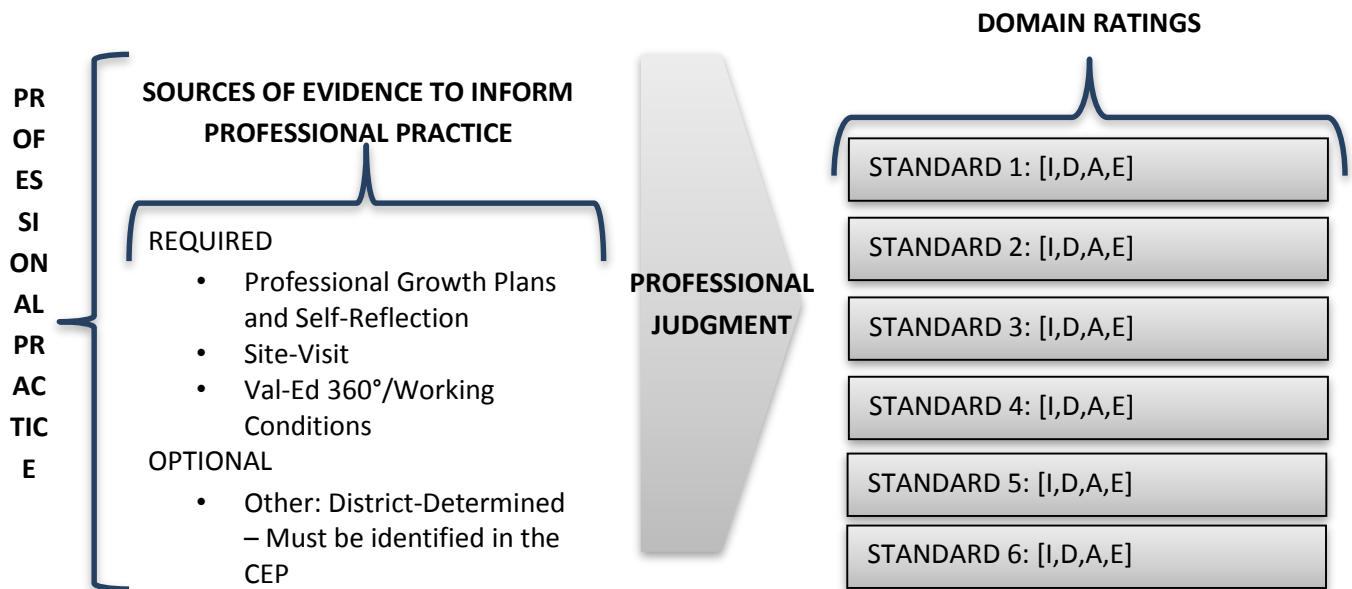 PR
OF
ES
SI
ON
AL
PR
AC
TIC
E
SOURCES OF EVIDENCE TO INFORM
PROFESSIONAL PRACTICE
REQUIRED
• Professional Growth Plans
and Self-Reflection
• Site-Visit
• Val-Ed 360°/Working
Conditions
OPTIONAL
• Other: District-Determined
– Must be identified in the
CEP
PROFESSIONAL
JUDGMENT
DOMAIN RATINGS
STANDARD 1: [I,D,A,E]
STANDARD 2: [I,D,A,E]
STANDARD 3: [I,D,A,E]
STANDARD 4: [I,D,A,E]
STANDARD 5: [I,D,A,E]
STANDARD 6: [I,D,A,E]